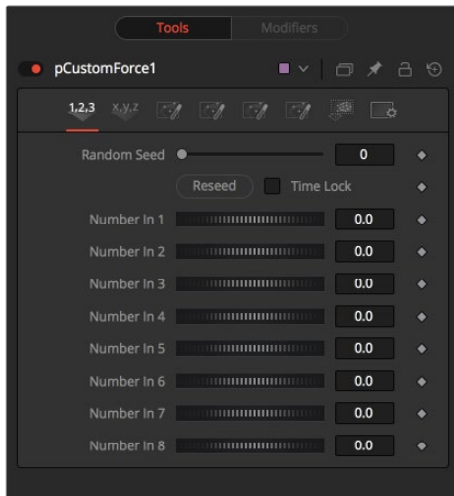 Tools Modifiers
pCustomForce1
1,2,3 x,y,z
Random Seed 0
Reseed Time Lock
Number In 1 0.0
Number In 2 0.0
Number In 3 0.0
Number In 4 0.0
Number In 5 0.0
Number In 6 0.0
Number In 7 0.0
Number In 8 0.0